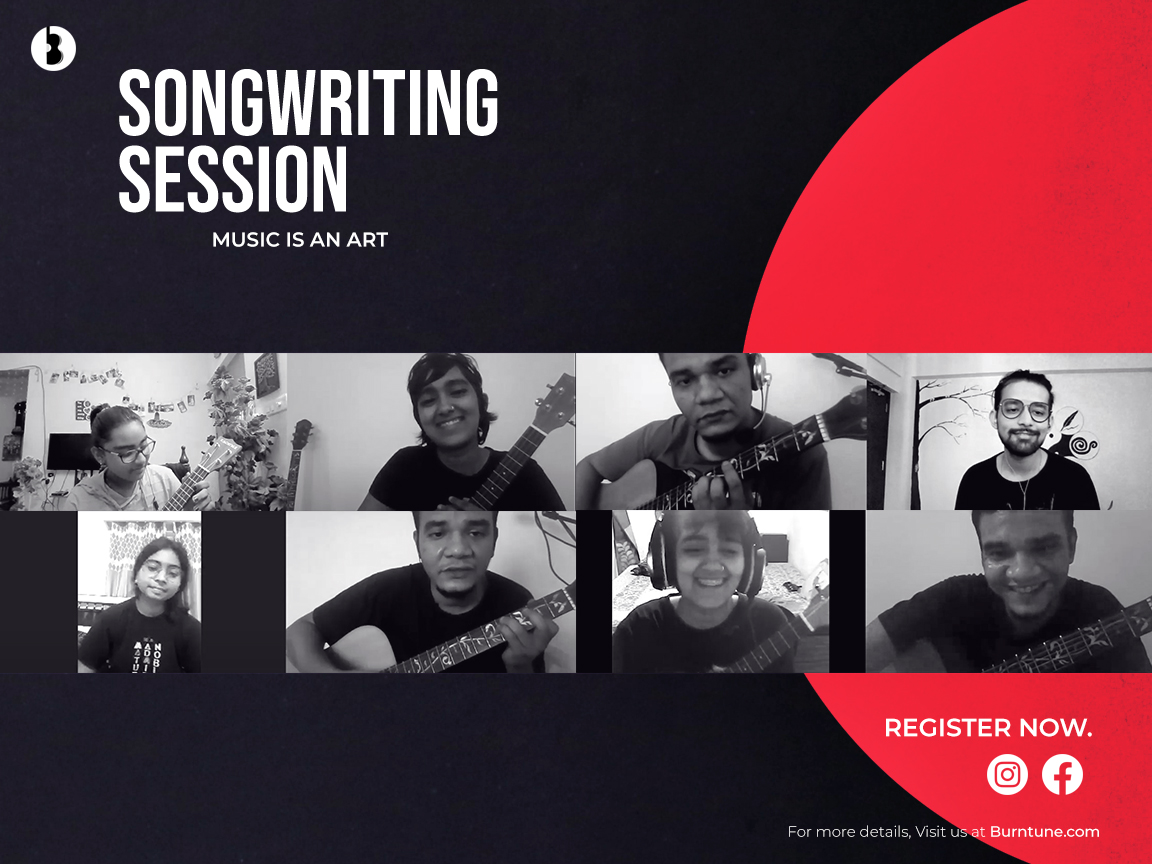 B
SONGWRITING
SESSION
MUSIC IS AN ART
REGISTER NOW.
For more details, Visit us at Burntune.com